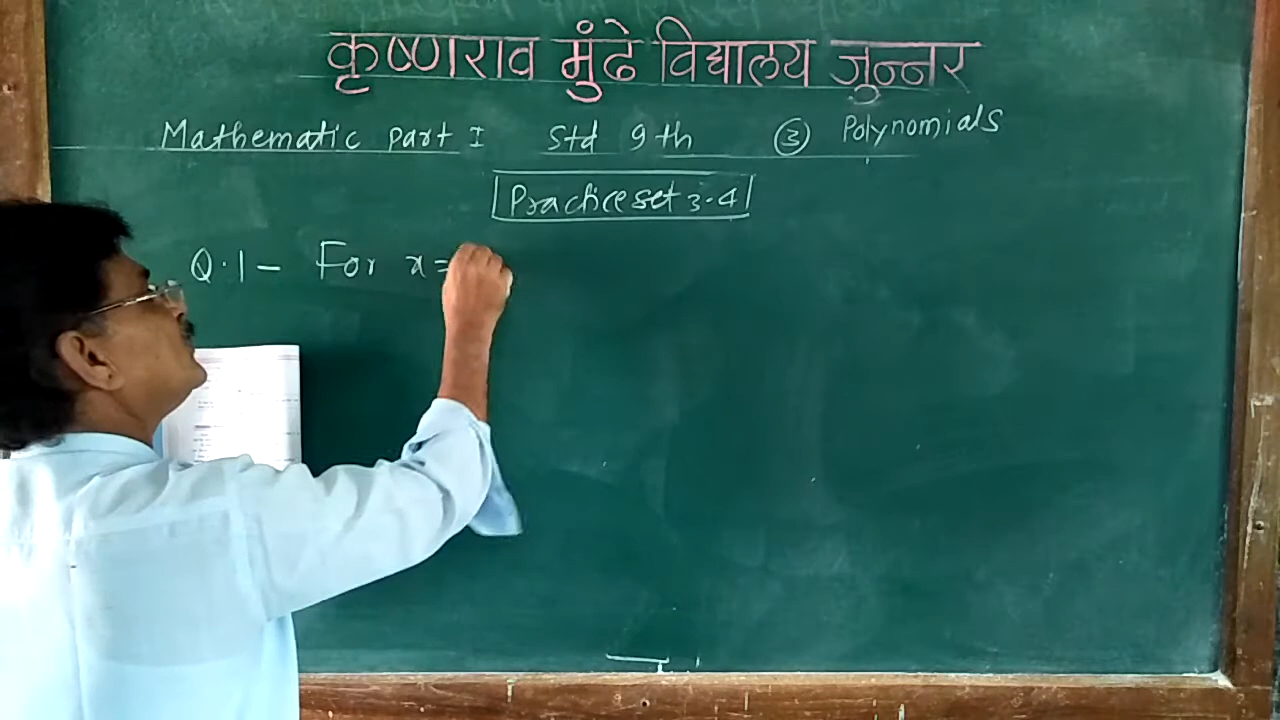 कृष्णराव मुंढे विद्यालय जुन्नर
Mathematic part I Std 9th ③ Polynomials
Practice set 3.4
Q.1- For x=